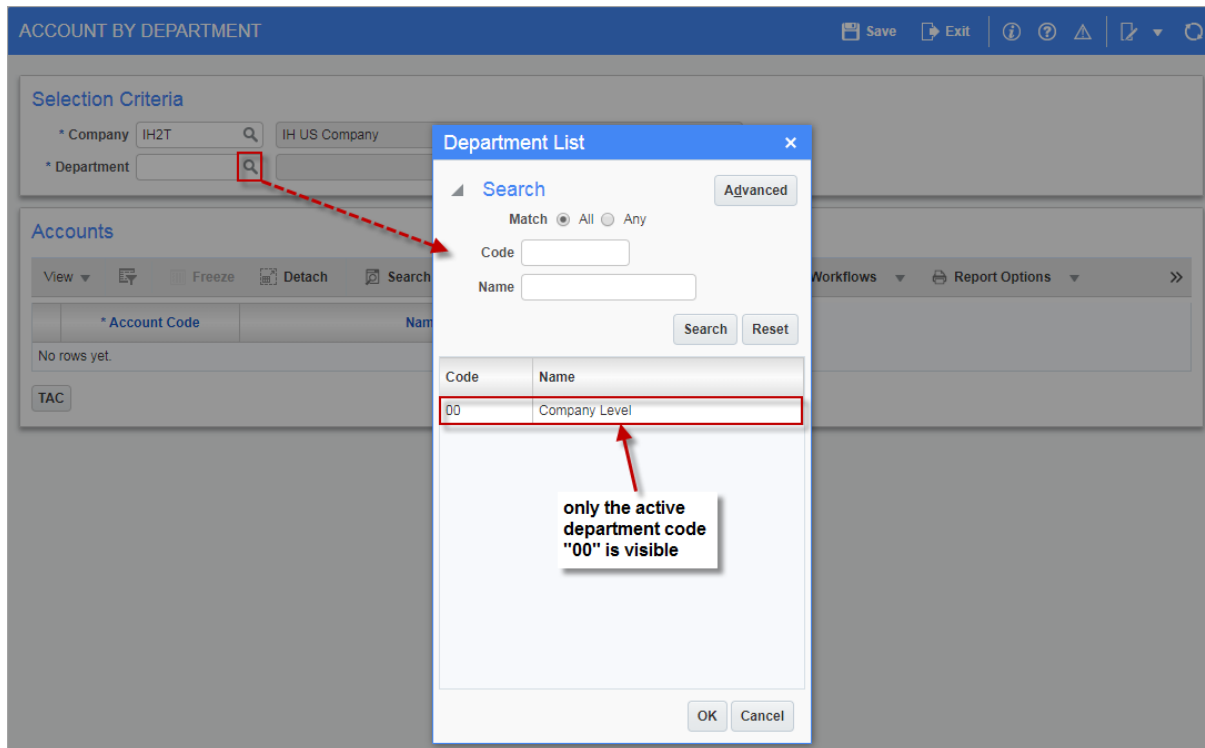 ACCOUNT BY DEPARTMENT
Save Exit
Selection Criteria
* Company IH2T IH US Company
* Department
Accounts
View Freeze Detach Search Workflows Report Options
* Account Code Nam
No rows yet.
TAC
Department List
Search Advanced
Match All Any
Code
Name
Search Reset
Code Name
00 Company Level
only the active
department code
"00" is visible
OK Cancel